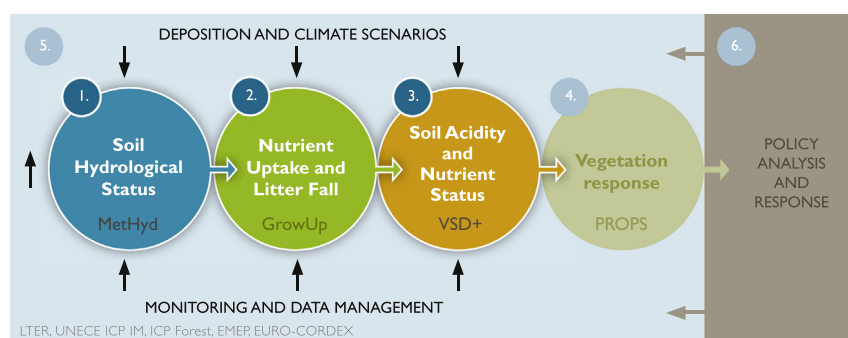 5.
DEPOSITION AND CLIMATE SCENARIOS
6.
1.
Soil
Hydrological
Status
MetHyd
2.
Nutrient
Uptake and
Litter Fall
GrowUp
3.
Soil Acidity
and
Nutrient
Status
VSD+
4.
Vegetation
response
PROPS
POLICY
ANALYSIS
AND
RESPONSE
MONITORING AND DATA MANAGEMENT
LTER, UNECE ICP IM, ICP Forest, EMEP, EURO-CORDEX